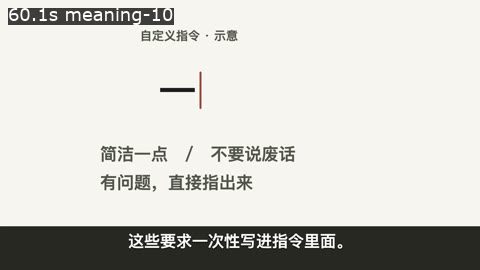 60.1s meaning-10
自定义指令 · 示意
简洁一点 / 不要说废话
有问题，直接指出来
这些要求一次性写进指令里面。